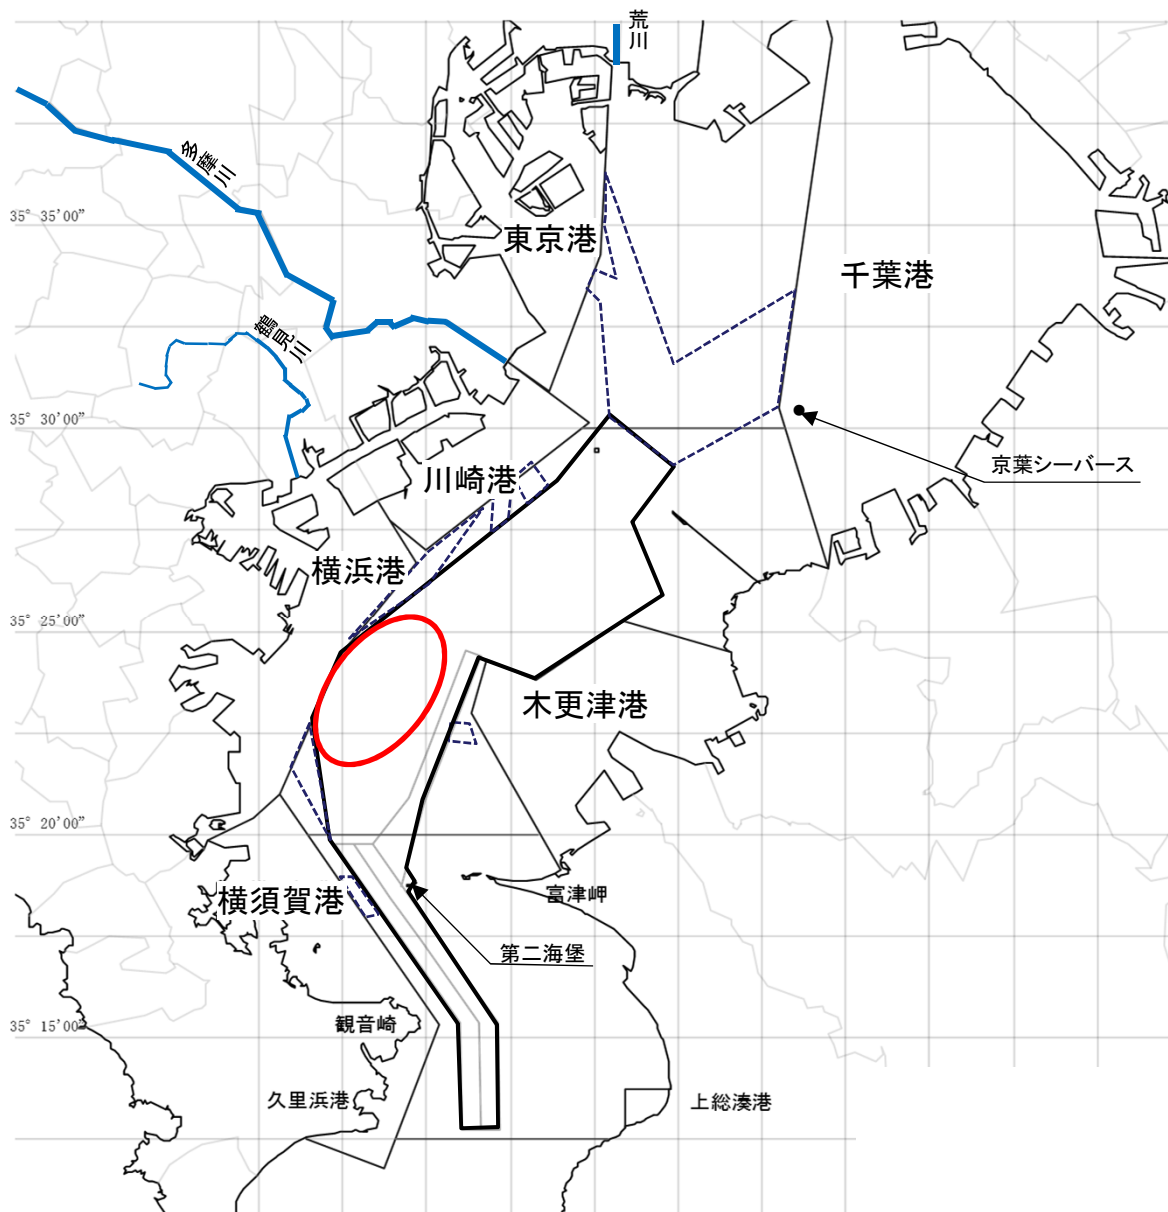 荒川
多摩川
35° 35′00″
東京港
千葉港
鶴見川
35° 30′00″
京葉シーバース
川崎港
横浜港
35° 25′00″
木更津港
35° 20′00″
横須賀港
富津岬
第二海堡
35° 15′00″
観音崎
久里浜港
上総湊港